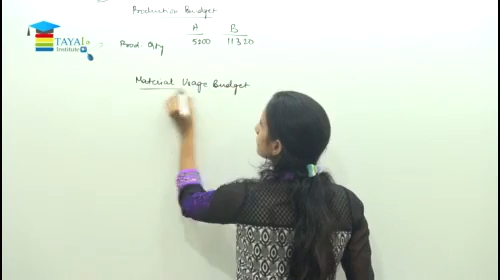 Production Budget
A B
Prod. Qty 5200 11320
Material Usage Budget
TAYAL's
Institute